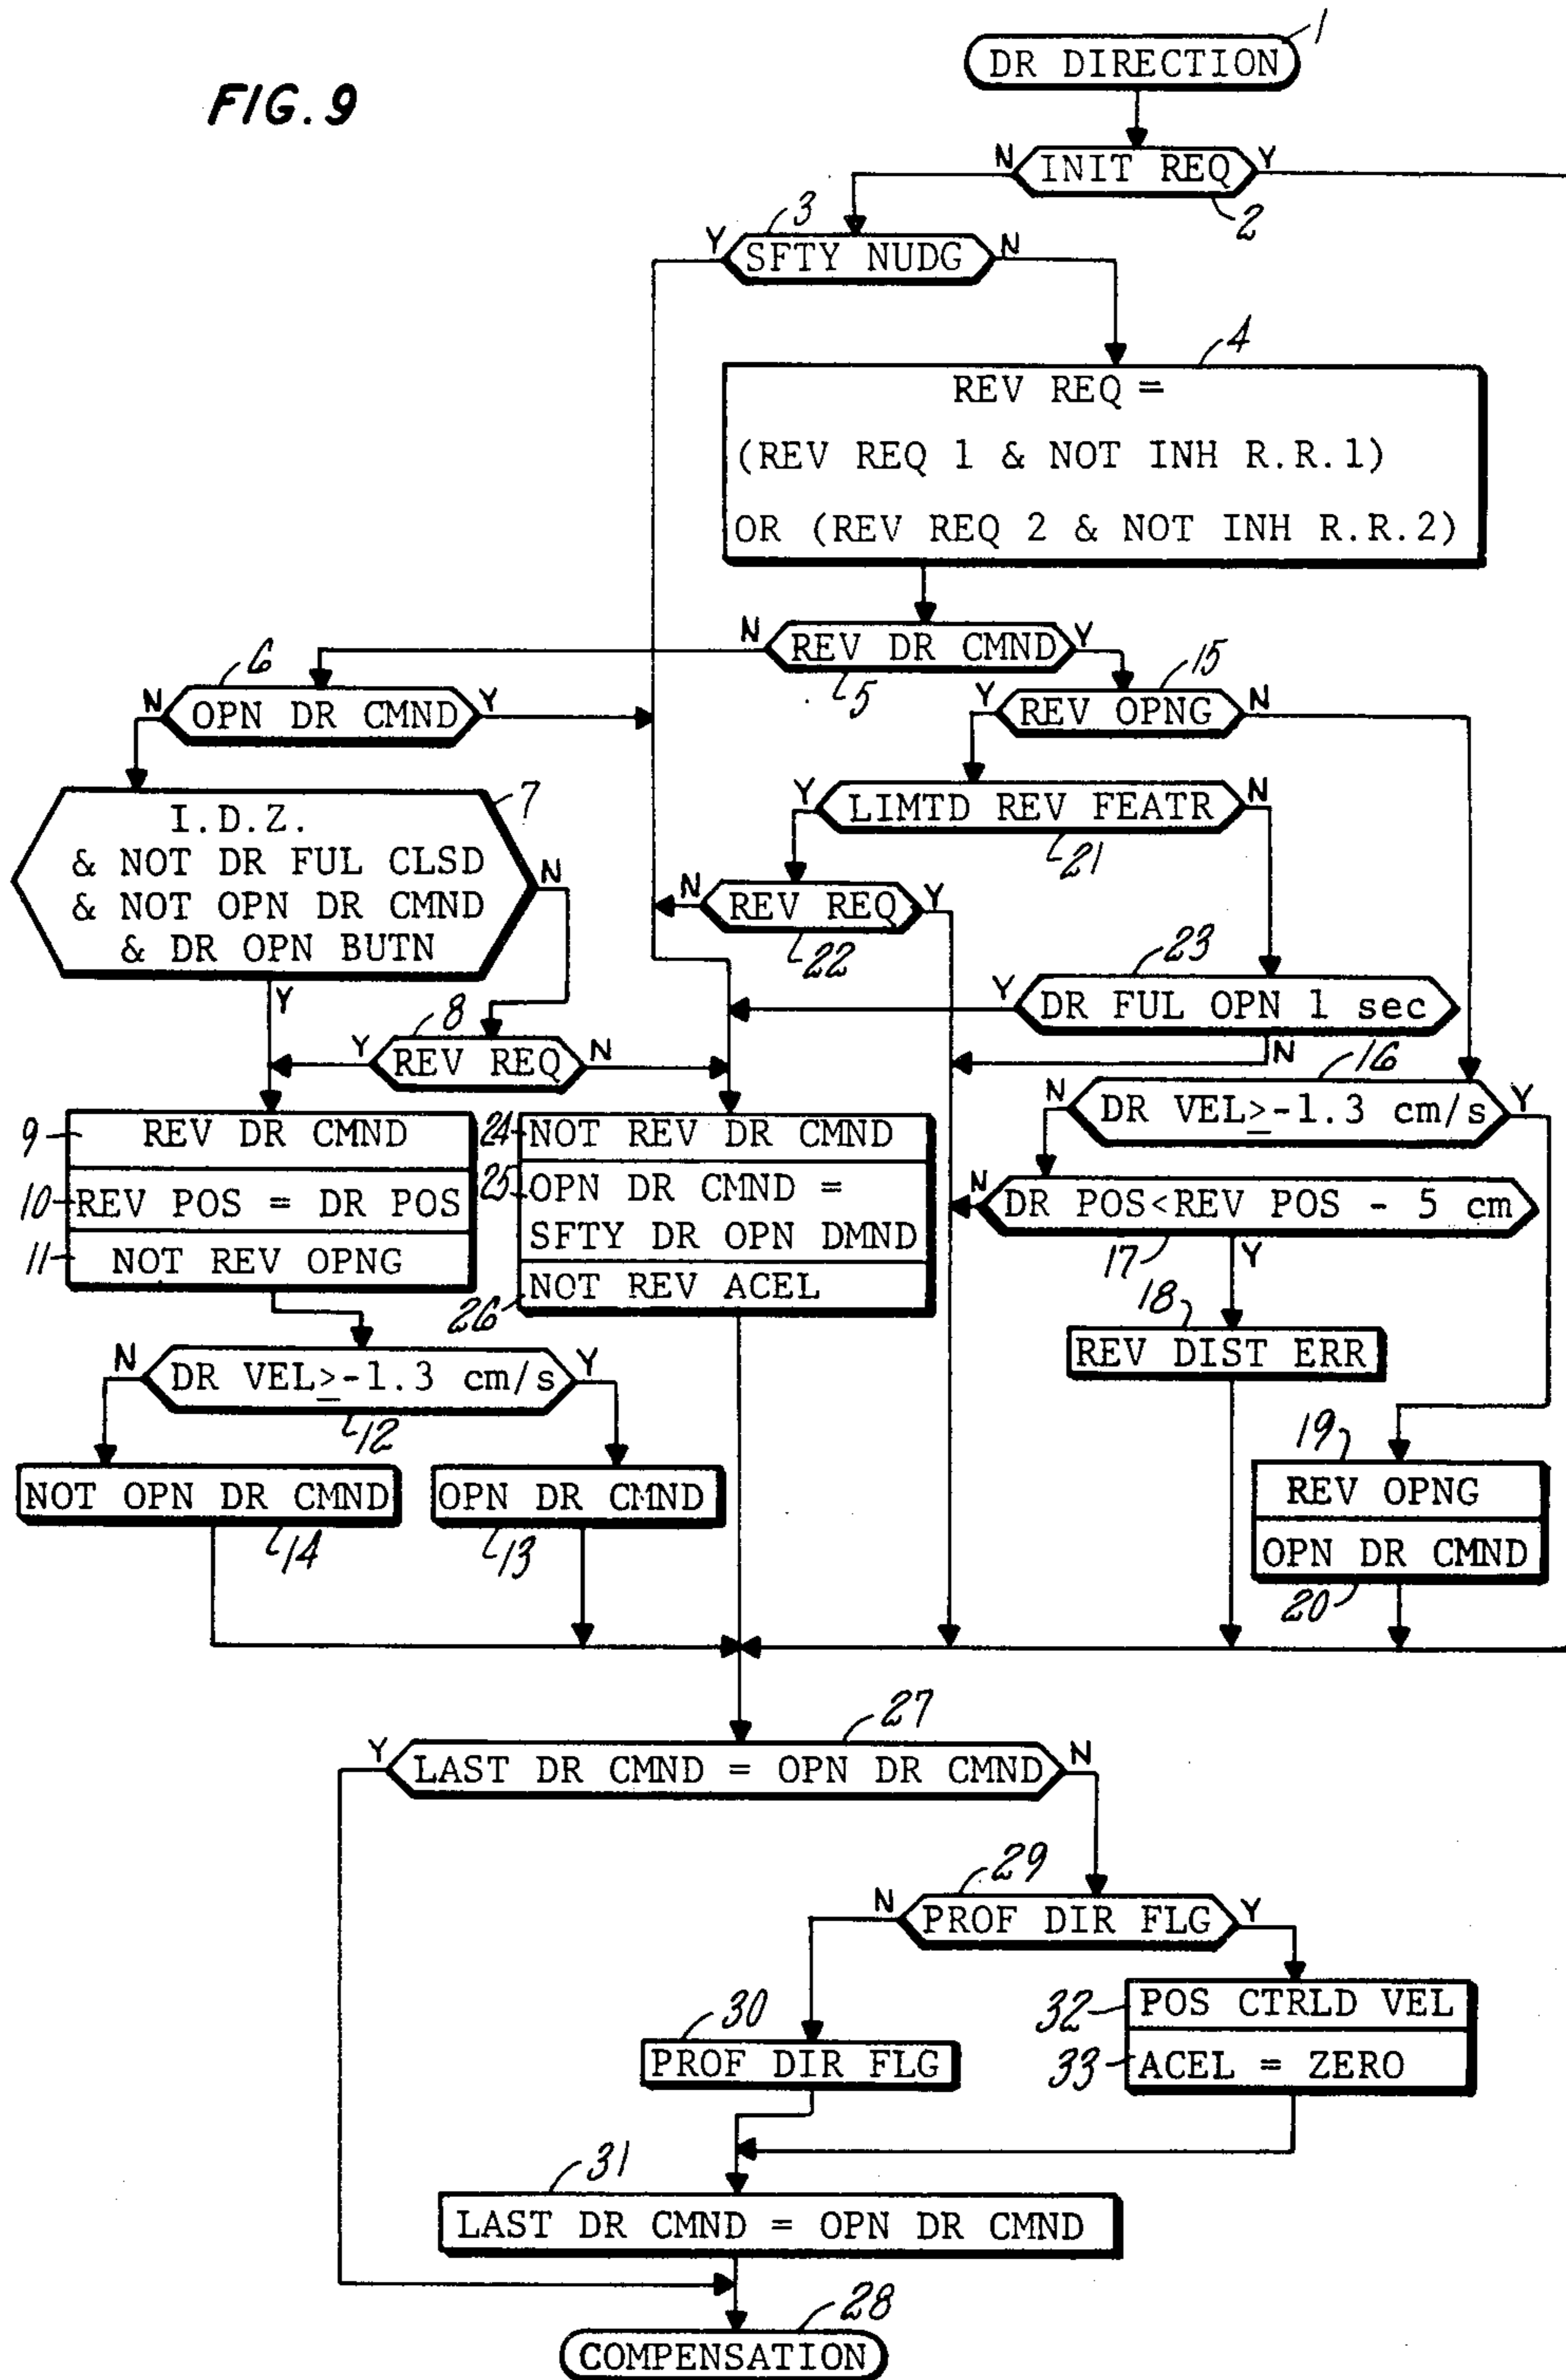 FIG. 9
1
DR DIRECTION
N INIT REQ Y
2
3
Y SFTY NUDG N
4
REV REQ =
(REV REQ 1 & NOT INH R.R.1)
OR (REV REQ 2 & NOT INH R.R.2)
N REV DR CMND Y
5
6
N OPN DR CMND Y
15
Y REV OPNG N
7
I.D.Z.
& NOT DR FUL CLSD
& NOT OPN DR CMND
& DR OPN BUTN
N
Y
Y LIMTD REV FEATR N
21
N REV REQ Y
22
23
Y DR FUL OPN 1 sec
N
8
Y REV REQ N
16
N DR VEL≥-1.3 cm/s Y
9 REV DR CMND
10 REV POS = DR POS
11 NOT REV OPNG
24 NOT REV DR CMND
25 OPN DR CMND =
SFTY DR OPN DMND
26 NOT REV ACEL
N DR POS<REV POS - 5 cm
17 Y
18
REV DIST ERR
N DR VEL≥-1.3 cm/s Y
12
19
REV OPNG
OPN DR CMND
20
NOT OPN DR CMND
14
OPN DR CMND
13
27
Y LAST DR CMND = OPN DR CMND N
29
N PROF DIR FLG Y
30
PROF DIR FLG
32 POS CTRLD VEL
33 ACEL = ZERO
31
LAST DR CMND = OPN DR CMND
28
COMPENSATION